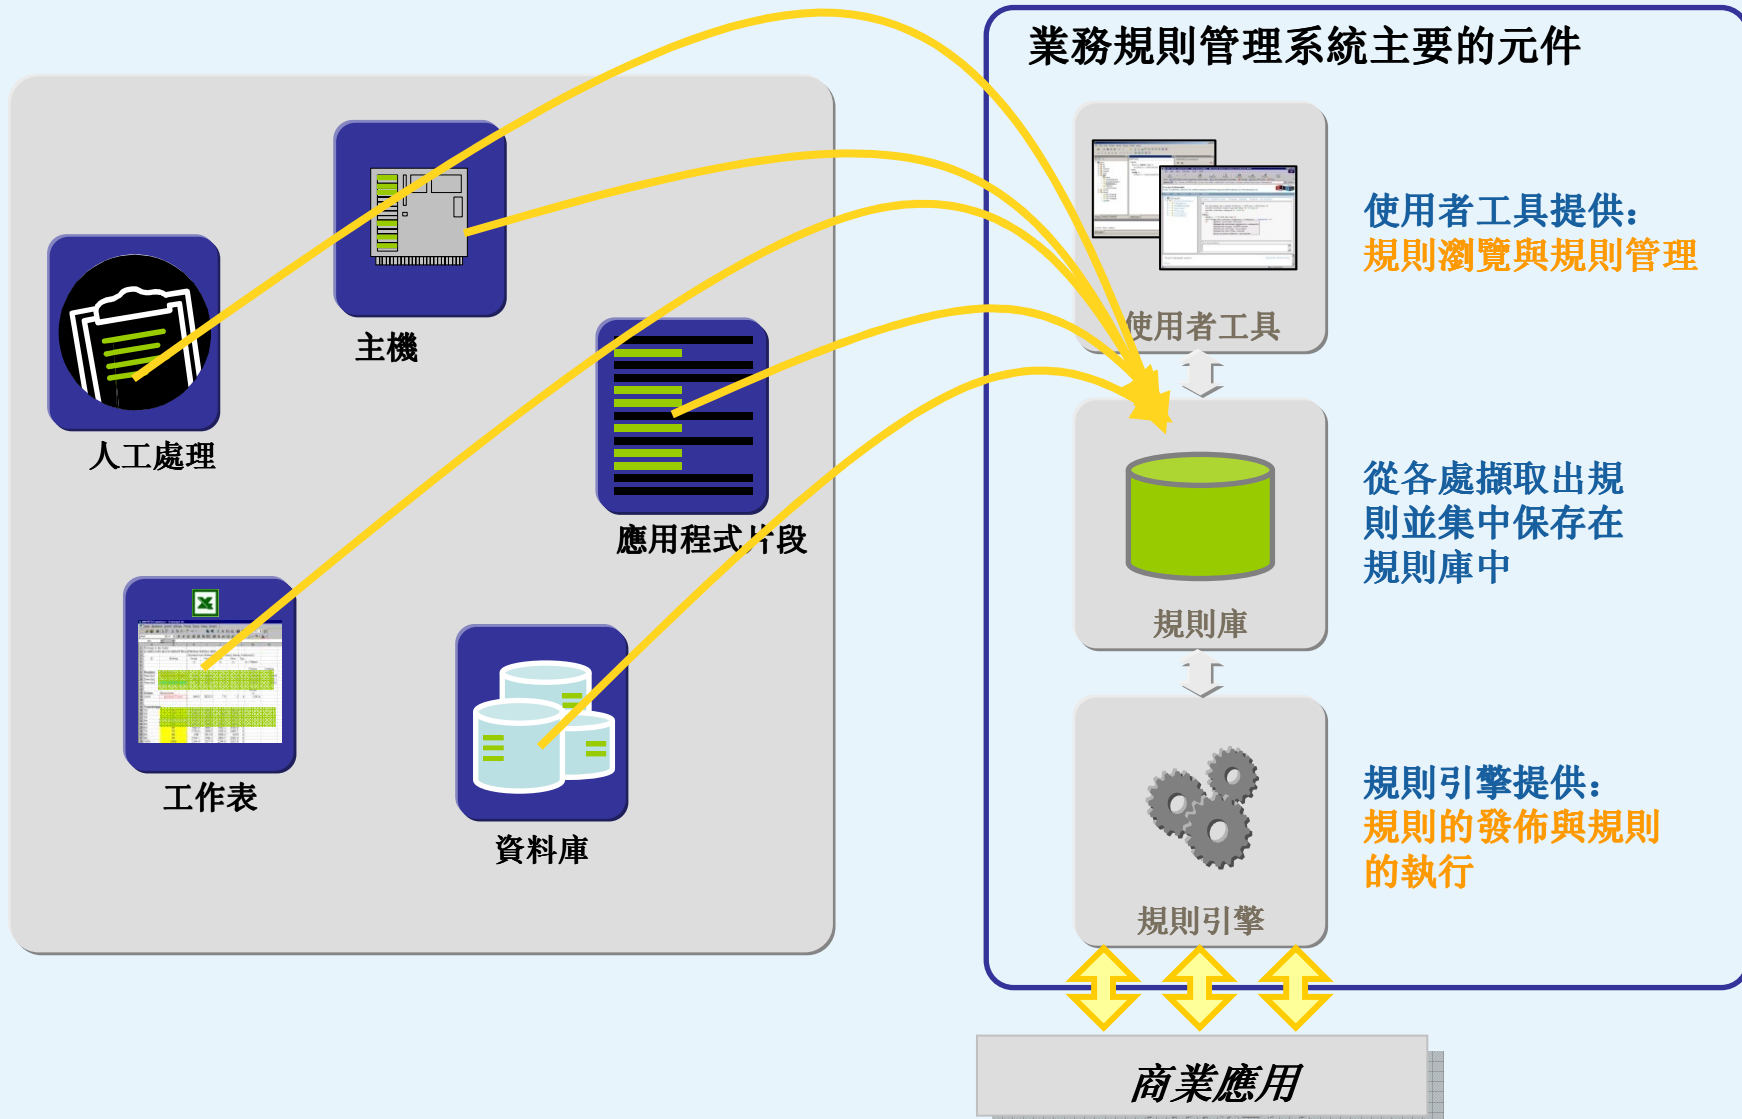 業務規則管理系統主要的元件
主機
人工處理
應用程式片段
工作表
資料庫
使用者工具
使用者工具提供：
規則瀏覽與規則管理
規則庫
從各處擷取出規
則並集中保存在
規則庫中
規則引擎
規則引擎提供：
規則的發佈與規則
的執行
商業應用